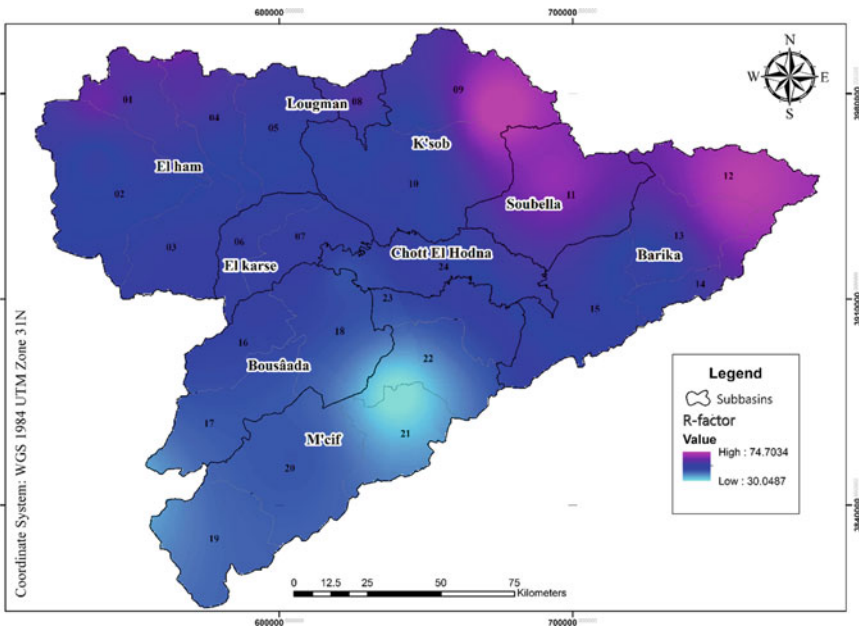 600000
700000
N
W
E
S
3980000
3910000
3840000
01
02
03
04
05
06
07
08
09
10
11
12
13
14
15
16
17
18
19
20
21
22
23
24
El ham
Lougman
K'sob
Soubella
Barika
Chott El Hodna
El karse
Bousâada
M'cif
Legend
Subbasins
R-factor
Value
High : 74.7034
Low : 30.0487
Coordinate System: WGS 1984 UTM Zone 31N
0
12.5
25
50
75
Kilometers
600000
700000